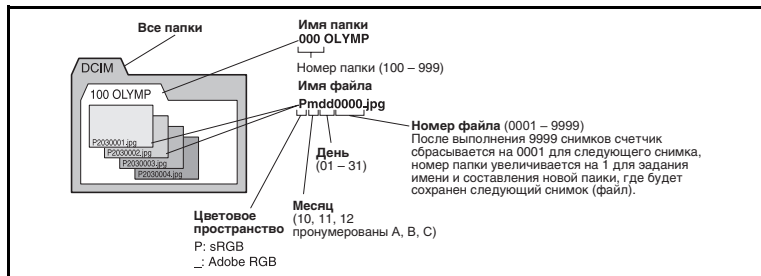 Все папки
Имя папки
000 OLYMP
Номер папки (100 – 999)
DCIM
100 OLYMP
Имя файла
Pmdd0000.jpg
P2030001.jpg
P2030002.jpg
P2030003.jpg
P2030004.jpg
Номер файла (0001 – 9999)
После выполнения 9999 снимков счетчик
сбрасывается на 0001 для следующего снимка,
номер папки увеличивается на 1 для задания
имени и составления новой паики, где будет
сохранен следующий снимок (файл).
День
(01 – 31)
Месяц
(10, 11, 12
пронумерованы A, B, C)
Цветовое
пространство
P: sRGB
_: Adobe RGB